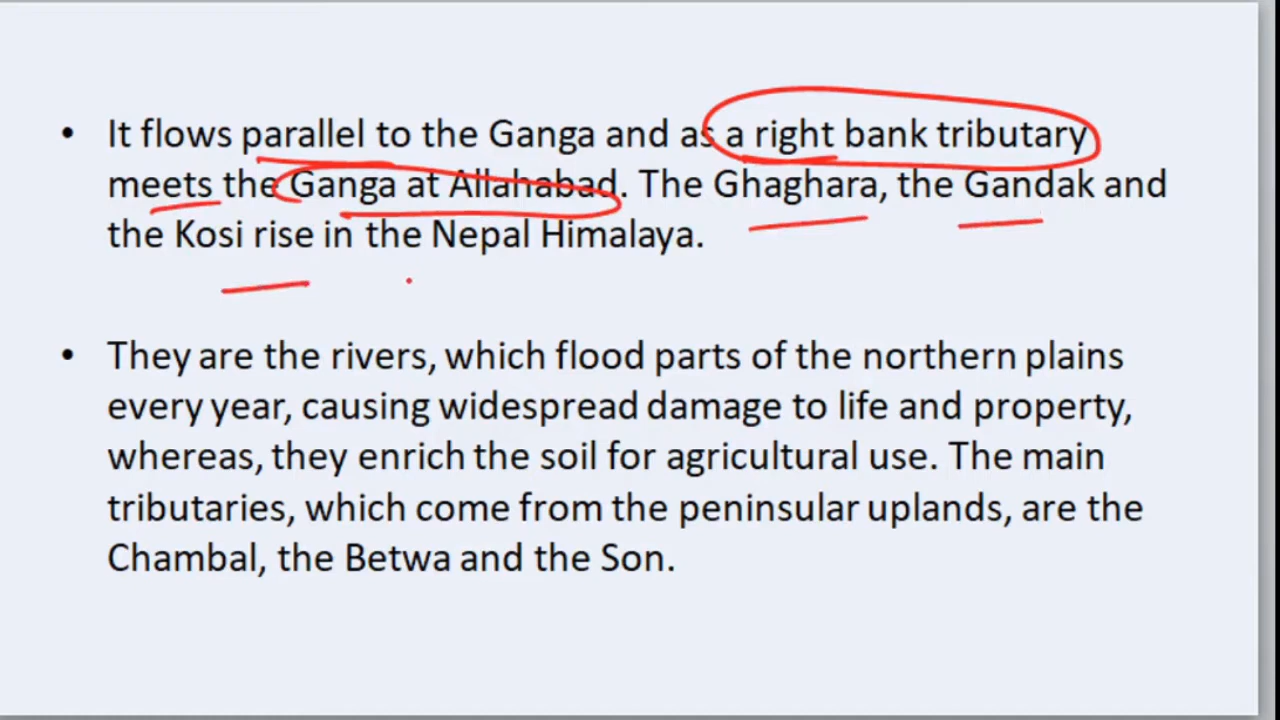 • It flows parallel to the Ganga and as a right bank tributary
meets the Ganga at Allahabad. The Ghaghara, the Gandak and
the Kosi rise in the Nepal Himalaya.
• They are the rivers, which flood parts of the northern plains
every year, causing widespread damage to life and property,
whereas, they enrich the soil for agricultural use. The main
tributaries, which come from the peninsular uplands, are the
Chambal, the Betwa and the Son.